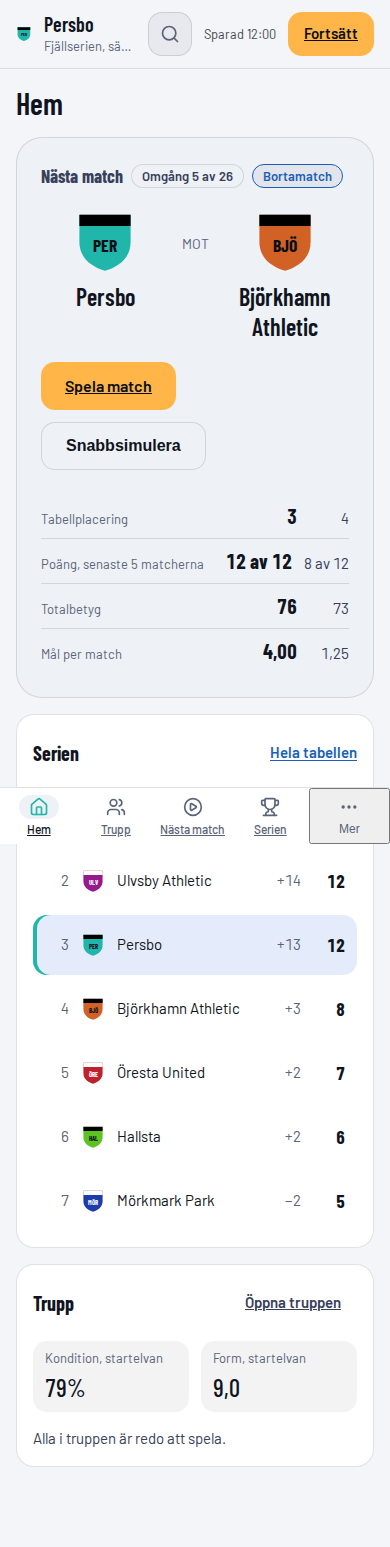 PER
Persbo
Fjällserien, sä...
Sparad 12:00
Fortsätt
Hem
Nästa match
Omgång 5 av 26
Bortamatch
PER
MOT
BJÖ
Persbo
Björkhamn
Athletic
Spela match
Snabbsimulera
Tabellplacering 3 4
Poäng, senaste 5 matcherna 12 av 12 8 av 12
Totalbetyg 76 73
Mål per match 4,00 1,25
Serien
Hela tabellen
Hem
Trupp
Nästa match
Serien
Mer
2 ULV Ulvsby Athletic +14 12
3 PER Persbo +13 12
4 BJÖ Björkhamn Athletic +3 8
5 ÖRE Öresta United +2 7
6 HAL Hallsta +2 6
7 MÖR Mörkmark Park −2 5
Trupp
Öppna truppen
Kondition, startelvan
79%
Form, startelvan
9,0
Alla i truppen är redo att spela.